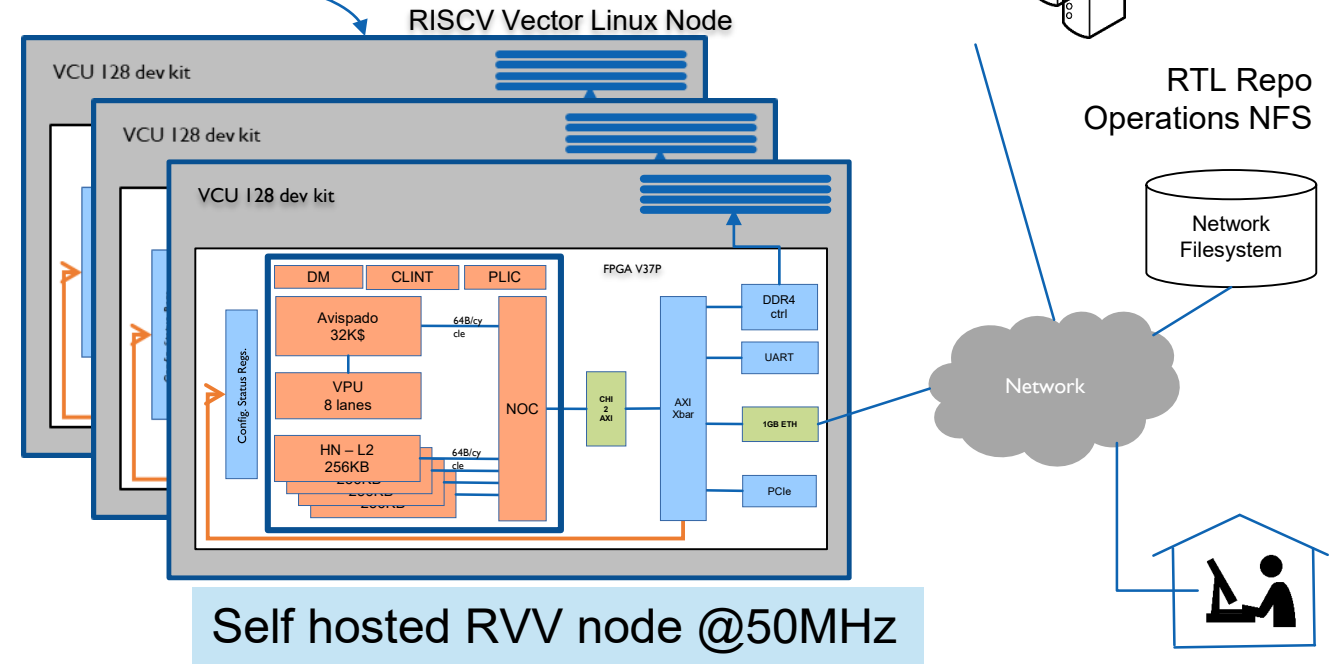 RISCV Vector Linux Node
VCU 128 dev kit
VCU 128 dev kit
VCU 128 dev kit
RTL Repo
Operations NFS
Network
Filesystem
FPGA V37P
DM
CLINT
PLIC
Avispado
32K$
64B/cy
cle
VPU
8 lanes
HN – L2
256KB
64B/cy
cle
256KB
256KB
256KB
NOC
Config. Status Regs.
CHI
2
AXI
AXI
Xbar
DDR4
ctrl
UART
1GB ETH
PCIe
Network
Self hosted RVV node @50MHz